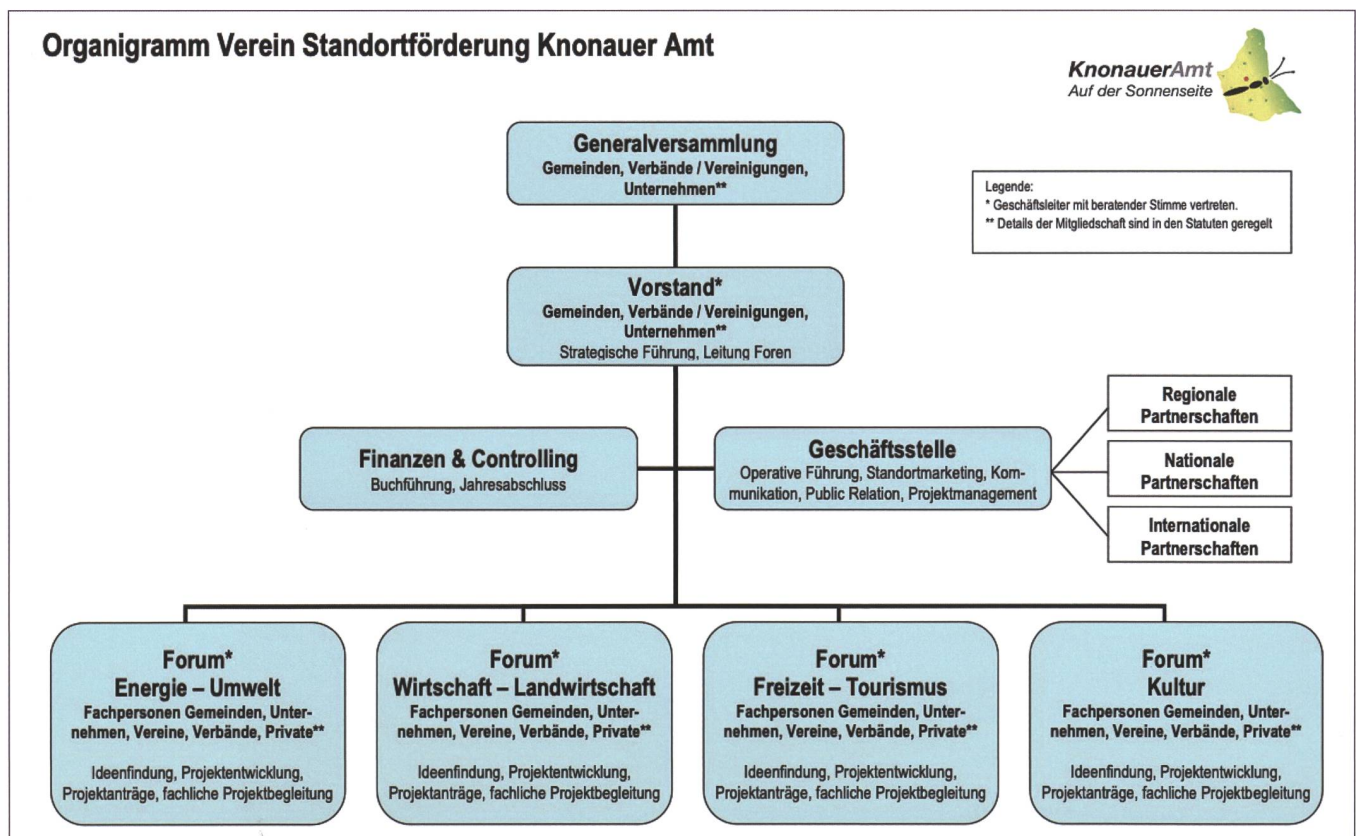 Organigramm Verein Standortförderung Knonauer Amt
KnonauerAmt
Auf der Sonnenseite
Generalversammlung
Gemeinden, Verbände / Vereinigungen,
Unternehmen**
Legende:
* Geschäftsleiter mit beratender Stimme vertreten.
** Details der Mitgliedschaft sind in den Statuten geregelt
Vorstand*
Gemeinden, Verbände / Vereinigungen,
Unternehmen**
Strategische Führung, Leitung Foren
Finanzen & Controlling
Buchführung, Jahresabschluss
Geschäftsstelle
Operative Führung, Standortmarketing, Kom-
munikation, Public Relation, Projektmanagement
Regionale
Partnerschaften
Nationale
Partnerschaften
Internationale
Partnerschaften
Forum*
Energie – Umwelt
Fachpersonen Gemeinden, Unter-
nehmen, Vereine, Verbände, Private**
Ideenfindung, Projektentwicklung,
Projektanträge, fachliche Projektbegleitung
Forum*
Wirtschaft – Landwirtschaft
Fachpersonen Gemeinden, Unter-
nehmen, Vereine, Verbände, Private**
Ideenfindung, Projektentwicklung,
Projektanträge, fachliche Projektbegleitung
Forum*
Freizeit – Tourismus
Fachpersonen Gemeinden, Unter-
nehmen, Vereine, Verbände, Private**
Ideenfindung, Projektentwicklung,
Projektanträge, fachliche Projektbegleitung
Forum*
Kultur
Fachpersonen Gemeinden, Unter-
nehmen, Vereine, Verbände, Private**
Ideenfindung, Projektentwicklung,
Projektanträge, fachliche Projektbegleitung